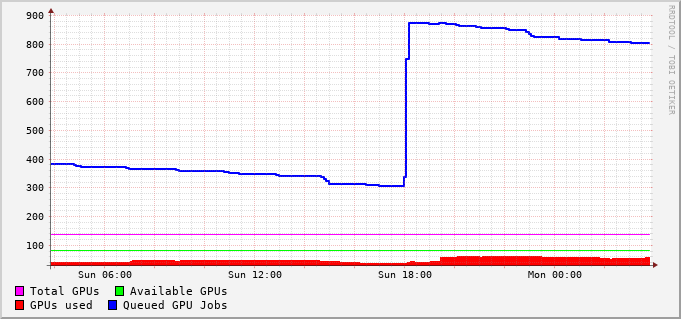 RRDTOOL / TOBI OETIKER
900
800
700
600
500
400
300
200
100
Sun 06:00 Sun 12:00 Sun 18:00 Mon 00:00
Total GPUs Available GPUs
GPUs used Queued GPU Jobs